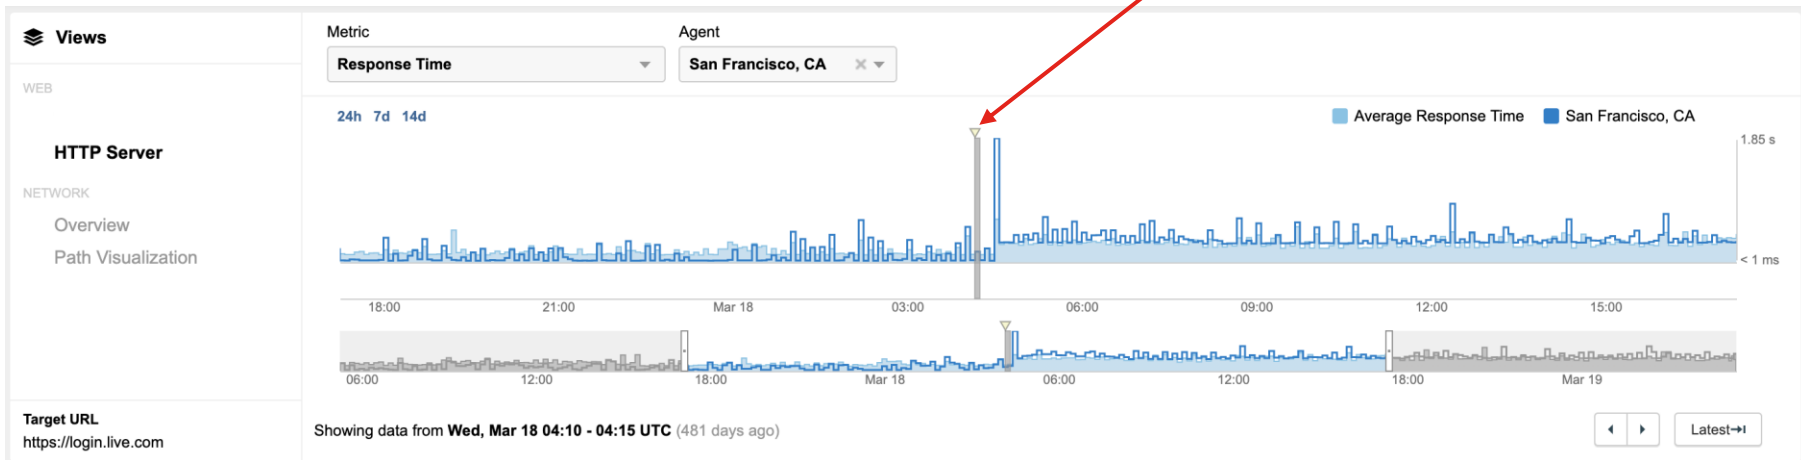 Views
WEB
HTTP Server
NETWORK
Overview
Path Visualization
Target URL
https://login.live.com
Metric
Response Time
Agent
San Francisco, CA
24h 7d 14d
Average Response Time San Francisco, CA
1.85 s
< 1 ms
18:00 21:00 Mar 18 03:00 06:00 09:00 12:00 15:00
06:00 12:00 18:00 Mar 18 06:00 12:00 18:00 Mar 19
Showing data from Wed, Mar 18 04:10 - 04:15 UTC (481 days ago)
Latest